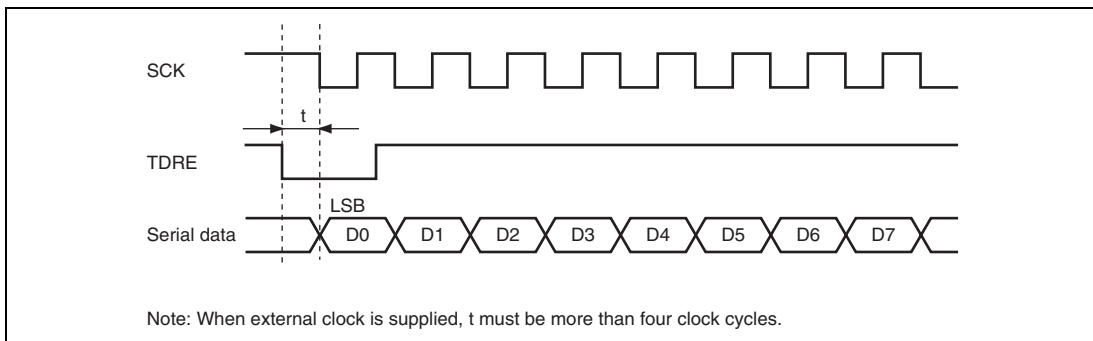 SCK
t
TDRE
LSB
Serial data D0 D1 D2 D3 D4 D5 D6 D7
Note: When external clock is supplied, t must be more than four clock cycles.